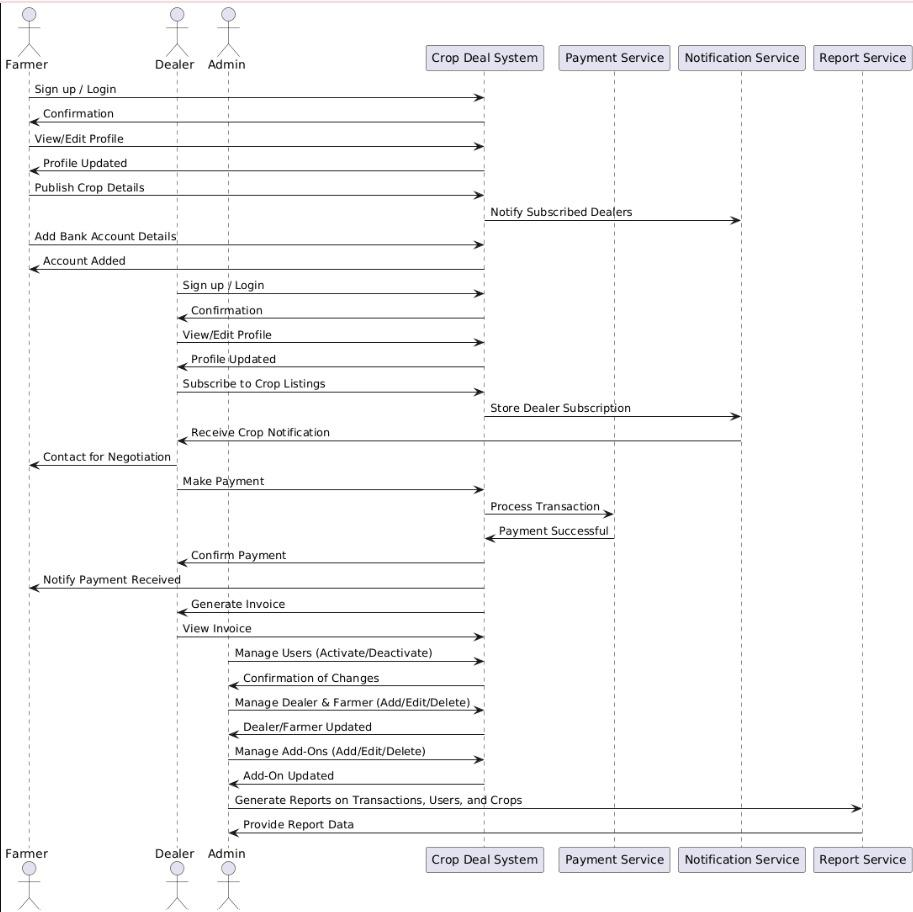 Farmer Dealer Admin Crop Deal System Payment Service Notification Service Report Service
Sign up / Login
Confirmation
View/Edit Profile
Profile Updated
Publish Crop Details
Notify Subscribed Dealers
Add Bank Account Details
Account Added
Sign up / Login
Confirmation
View/Edit Profile
Profile Updated
Subscribe to Crop Listings
Store Dealer Subscription
Receive Crop Notification
Contact for Negotiation
Make Payment
Process Transaction
Payment Successful
Confirm Payment
Notify Payment Received
Generate Invoice
View Invoice
Manage Users (Activate/Deactivate)
Confirmation of Changes
Manage Dealer & Farmer (Add/Edit/Delete)
Dealer/Farmer Updated
Manage Add-Ons (Add/Edit/Delete)
Add-On Updated
Generate Reports on Transactions, Users, and Crops
Provide Report Data
Farmer Dealer Admin Crop Deal System Payment Service Notification Service Report Service